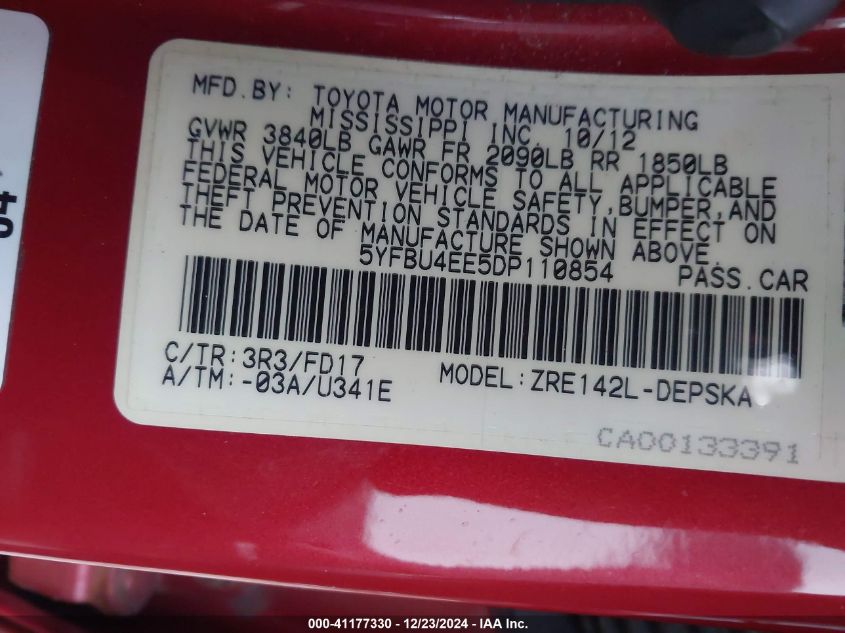 MFD.BY: TOYOTA MOTOR MANUFACTURING
MISSISSIPPI INC. 10/12
GVWR 3840LB GAWR FR 2090LB RR 1850LB
THIS VEHICLE CONFORMS TO ALL APPLICABLE
FEDERAL MOTOR VEHICLE SAFETY,BUMPER,AND
THEFT PREVENTION STANDARDS IN EFFECT ON
THE DATE OF MANUFACTURE SHOWN ABOVE.
5YFBU4EE5DP110854 PASS.CAR
C/TR:3R3/FD17
A/TM:-03A/U341E
MODEL:ZRE142L-DEPSKA
CA00133391
000-41177330 - 12/23/2024 - IAA Inc.